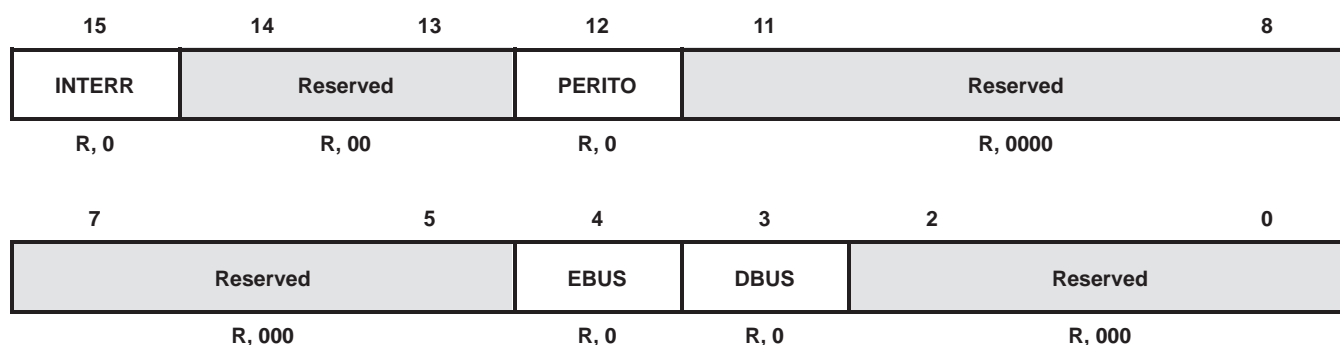 15 14 13 12 11 8
INTERR Reserved PERITO Reserved
R, 0 R, 00 R, 0 R, 0000
7 5 4 3 2 0
Reserved EBUS DBUS Reserved
R, 000 R, 0 R, 0 R, 000